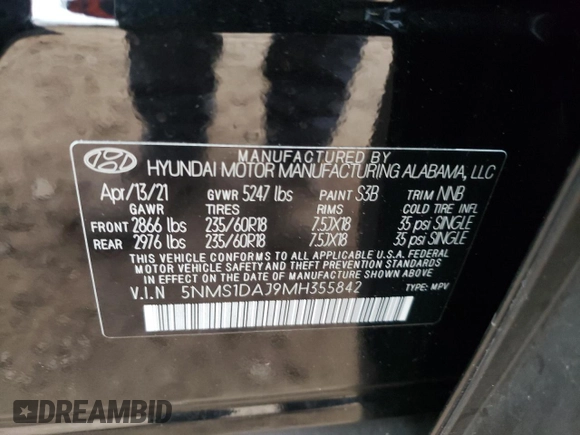 MANUFACTURED BY
HYUNDAI MOTOR MANUFACTURING ALABAMA, LLC
Apr/13/21 GVWR 5247 lbs PAINT S3B TRIM NNB
GAWR TIRES RIMS COLD TIRE INFL
FRONT 2866 lbs 235/60R18 7.5JX18 35 psi SINGLE
REAR 2976 lbs 235/60R18 7.5JX18 35 psi SINGLE
THIS VEHICLE CONFORMS TO ALL APPLICABLE U.S.A. FEDERAL
MOTOR VEHICLE SAFETY, BUMPER, AND THEFT PREVENTION
STANDARDS IN EFFECT ON THE DATE OF MANUFACTURE SHOWN ABOVE.
V.I.N 5NMS1DAJ9MH355842 TYPE: MPV
DREAMBID